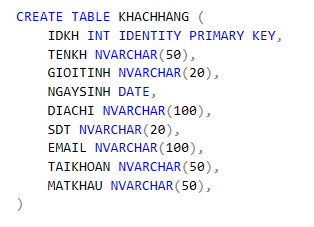 CREATE TABLE KHACHHANG (
    IDKH INT IDENTITY PRIMARY KEY,
    TENKH NVARCHAR(50),
    GIOITINH NVARCHAR(20),
    NGAYSINH DATE,
    DIACHI NVARCHAR(100),
    SDT NVARCHAR(20),
    EMAIL NVARCHAR(100),
    TAIKHOAN NVARCHAR(50),
    MATKHAU NVARCHAR(50),
)